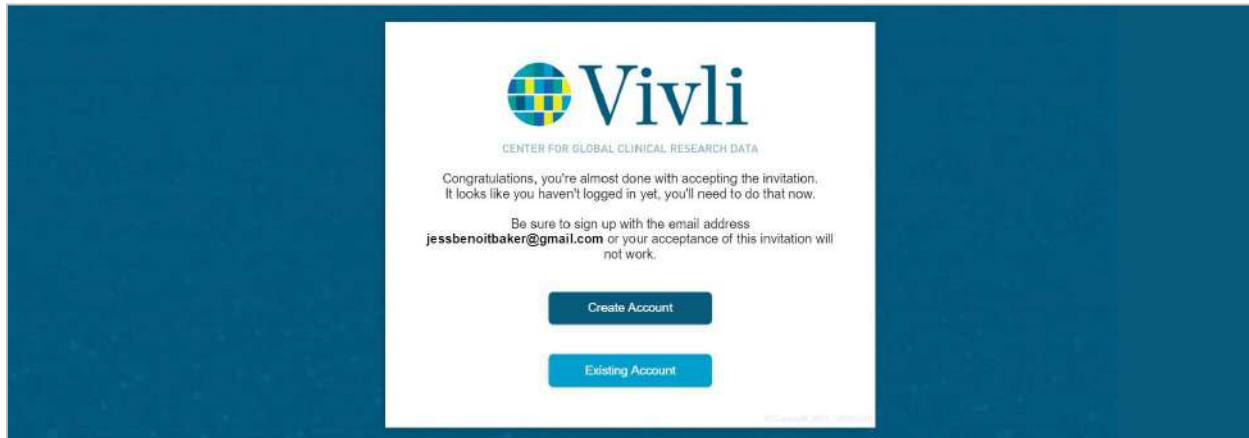 Vivli
CENTER FOR GLOBAL CLINICAL RESEARCH DATA
Congratulations, you're almost done with accepting the invitation.
It looks like you haven't logged in yet, you'll need to do that now.
Be sure to sign up with the email address
jessbenoitbaker@gmail.com or your acceptance of this invitation will
not work.
Create Account
Existing Account